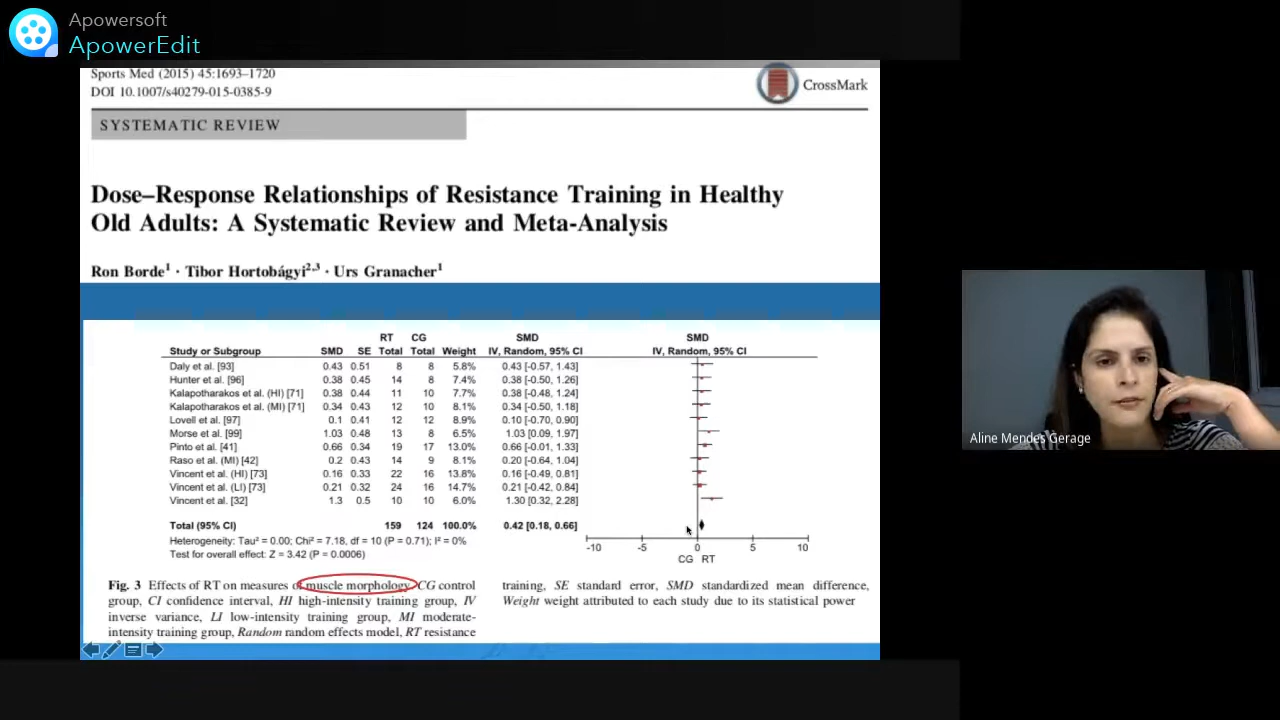 Apowersoft
ApowerEdit
Sports Med (2015) 45:1693–1720
DOI 10.1007/s40279-015-0385-9
CrossMark
SYSTEMATIC REVIEW
Dose–Response Relationships of Resistance Training in Healthy
Old Adults: A Systematic Review and Meta-Analysis
Ron Borde1 · Tibor Hortobágyi2,3 · Urs Granacher1
RT CG SMD SMD
Study or Subgroup SMD SE Total Total Weight IV, Random, 95% CI IV, Random, 95% CI
Daly et al. [93] 0.43 0.51 8 8 5.8% 0.43 [-0.57, 1.43]
Hunter et al. [96] 0.38 0.45 14 8 7.4% 0.38 [-0.50, 1.26]
Kalapotharakos et al. (HI) [71] 0.38 0.44 11 10 7.7% 0.38 [-0.48, 1.24]
Kalapotharakos et al. (MI) [71] 0.34 0.43 12 10 8.1% 0.34 [-0.50, 1.18]
Lovell et al. [97] 0.1 0.41 12 12 8.9% 0.10 [-0.70, 0.90]
Morse et al. [99] 1.03 0.48 13 8 6.5% 1.03 [0.09, 1.97]
Pinto et al. [41] 0.66 0.34 19 17 13.0% 0.66 [-0.01, 1.33]
Raso et al. (MI) [42] 0.2 0.43 14 9 8.1% 0.20 [-0.64, 1.04]
Vincent et al. (HI) [73] 0.16 0.33 22 16 13.8% 0.16 [-0.49, 0.81]
Vincent et al. (LI) [73] 0.21 0.32 24 16 14.7% 0.21 [-0.42, 0.84]
Vincent et al. [32] 1.3 0.5 10 10 6.0% 1.30 [0.32, 2.28]
Total (95% CI) 159 124 100.0% 0.42 [0.18, 0.66]
Heterogeneity: Tau² = 0.00; Chi² = 7.18, df = 10 (P = 0.71); I² = 0%
Test for overall effect: Z = 3.42 (P = 0.0006)
-10 -5 0 5 10
CG RT
Fig. 3 Effects of RT on measures of muscle morphology. CG control
group, CI confidence interval, HI high-intensity training group, IV
inverse variance, LI low-intensity training group, MI moderate-
intensity training group, Random random effects model, RT resistance
training, SE standard error, SMD standardized mean difference,
Weight weight attributed to each study due to its statistical power
Aline Mendes Gerage